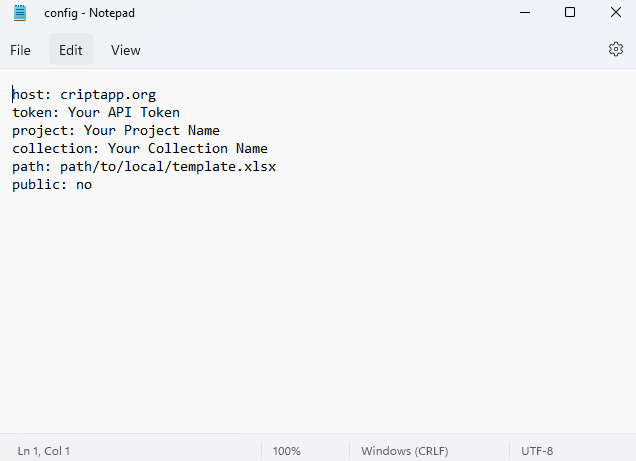 config - Notepad
File Edit View
host: criptapp.org
token: Your API Token
project: Your Project Name
collection: Your Collection Name
path: path/to/local/template.xlsx
public: no
Ln 1, Col 1 100% Windows (CRLF) UTF-8